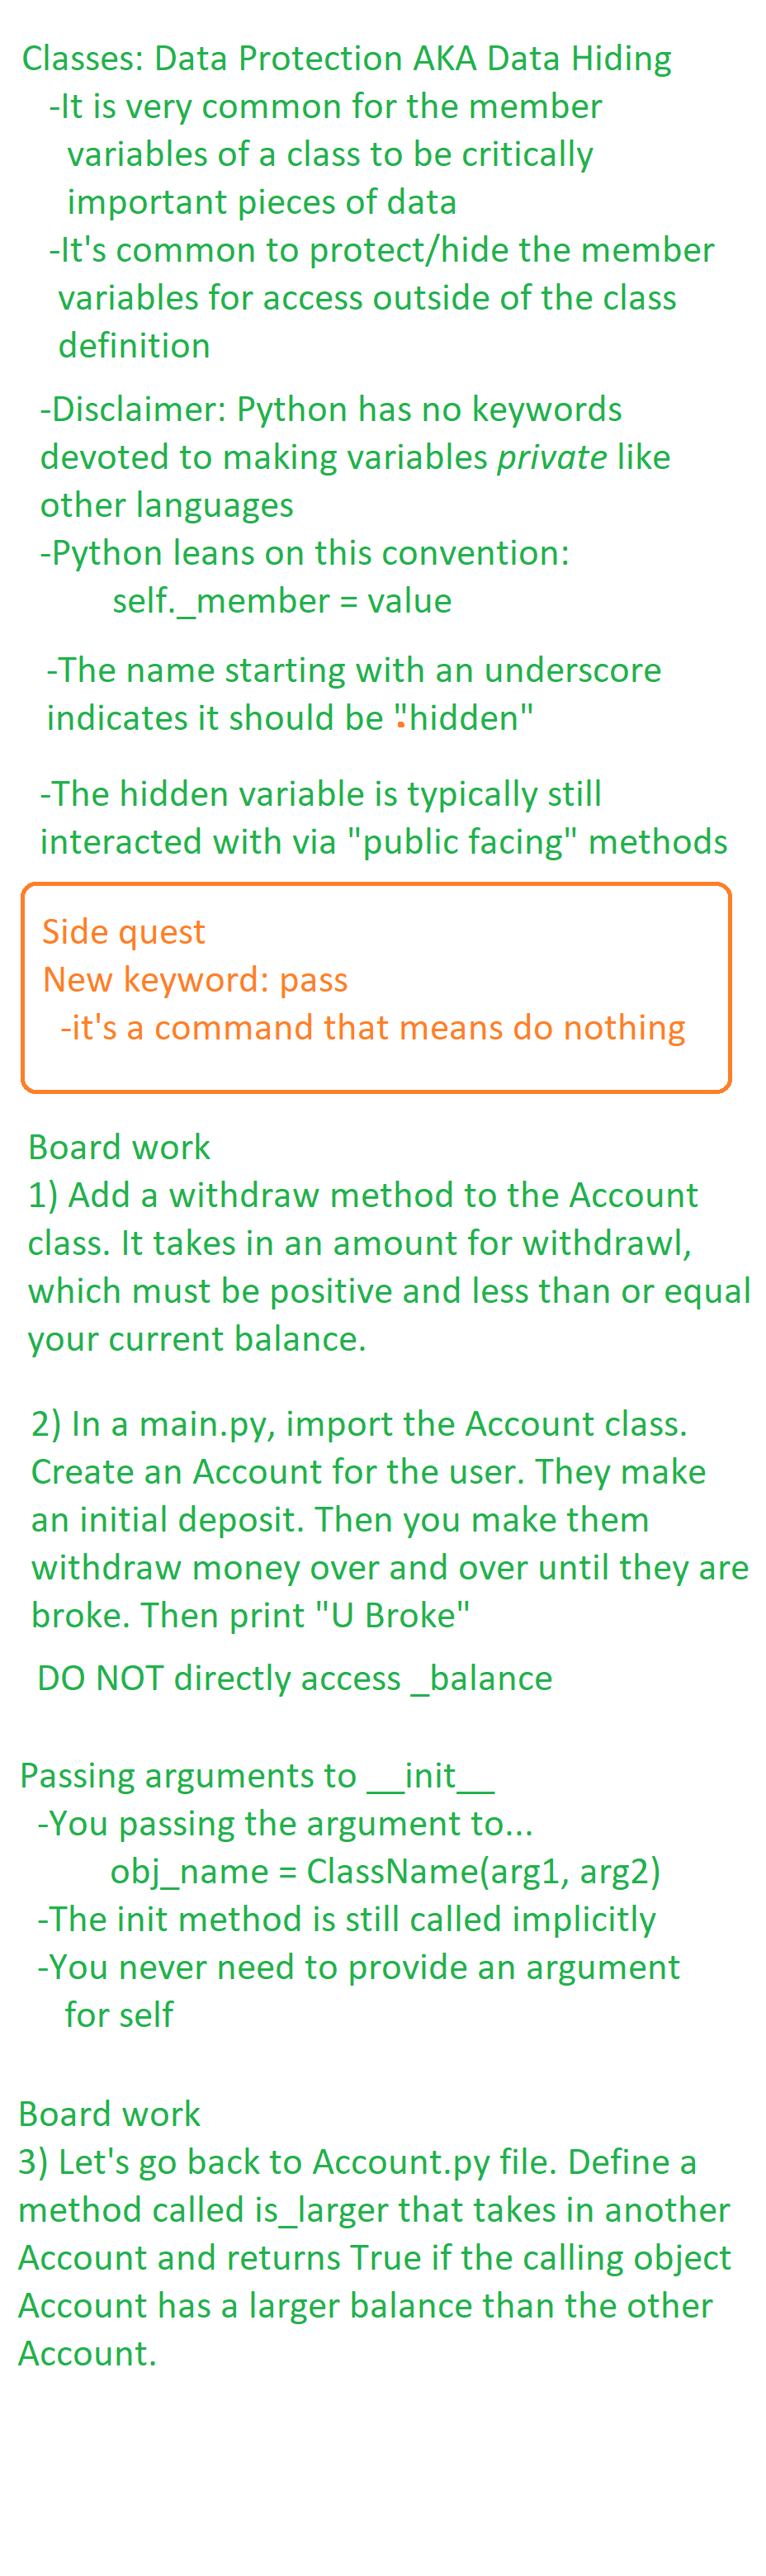 Classes: Data Protection AKA Data Hiding
-It is very common for the member
variables of a class to be critically
important pieces of data
-It's common to protect/hide the member
variables for access outside of the class
definition
-Disclaimer: Python has no keywords
devoted to making variables private like
other languages
-Python leans on this convention:
self._member = value
-The name starting with an underscore
indicates it should be "hidden"
-The hidden variable is typically still
interacted with via "public facing" methods
Side quest
New keyword: pass
-it's a command that means do nothing
Board work
1) Add a withdraw method to the Account
class. It takes in an amount for withdrawl,
which must be positive and less than or equal
your current balance.
2) In a main.py, import the Account class.
Create an Account for the user. They make
an initial deposit. Then you make them
withdraw money over and over until they are
broke. Then print "U Broke"
DO NOT directly access _balance
Passing arguments to __init__
-You passing the argument to...
obj_name = ClassName(arg1, arg2)
-The init method is still called implicitly
-You never need to provide an argument
for self
Board work
3) Let's go back to Account.py file. Define a
method called is_larger that takes in another
Account and returns True if the calling object
Account has a larger balance than the other
Account.